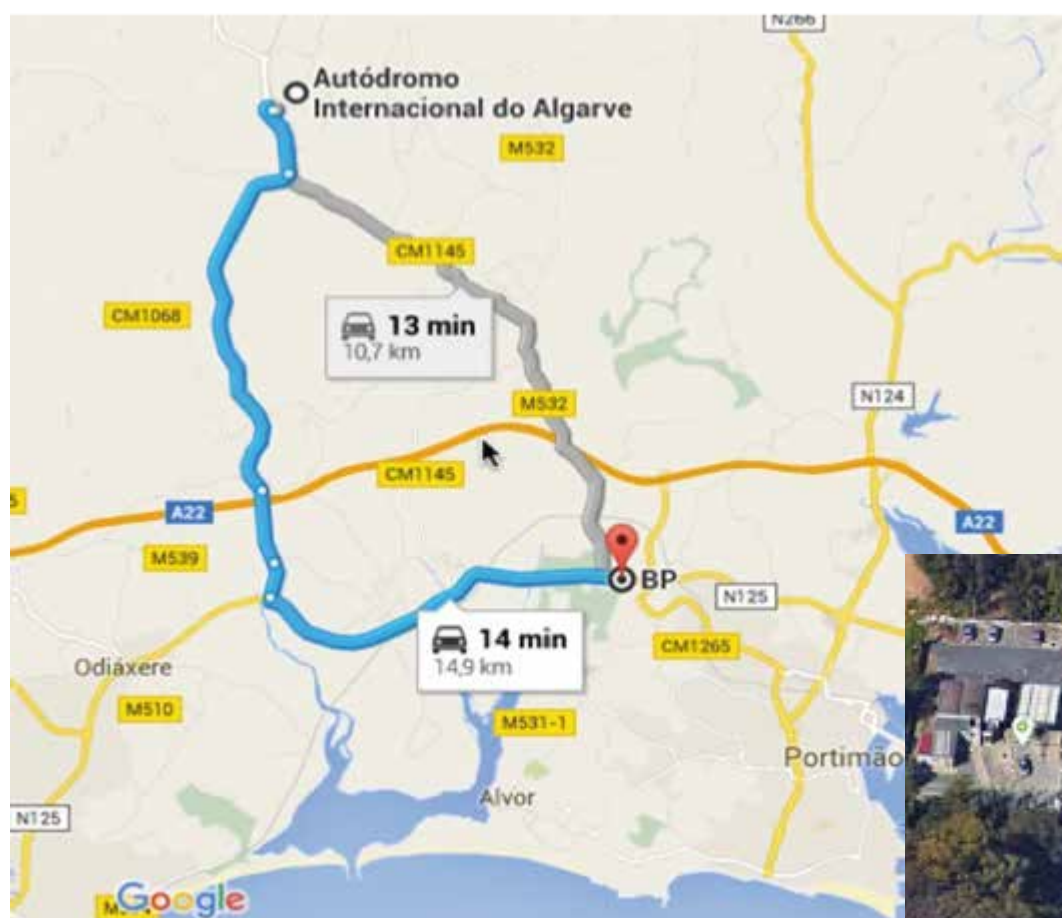 N266
Autódromo
Internacional do Algarve
M532
CM1145
CM1068
13 min
10,7 km
M532
N124
CM1145
A22
A22
M539
BP
N125
14 min
14,9 km
CM1265
Odiáxere
M510
M531-1
Portimão
Alvor
N125
Google